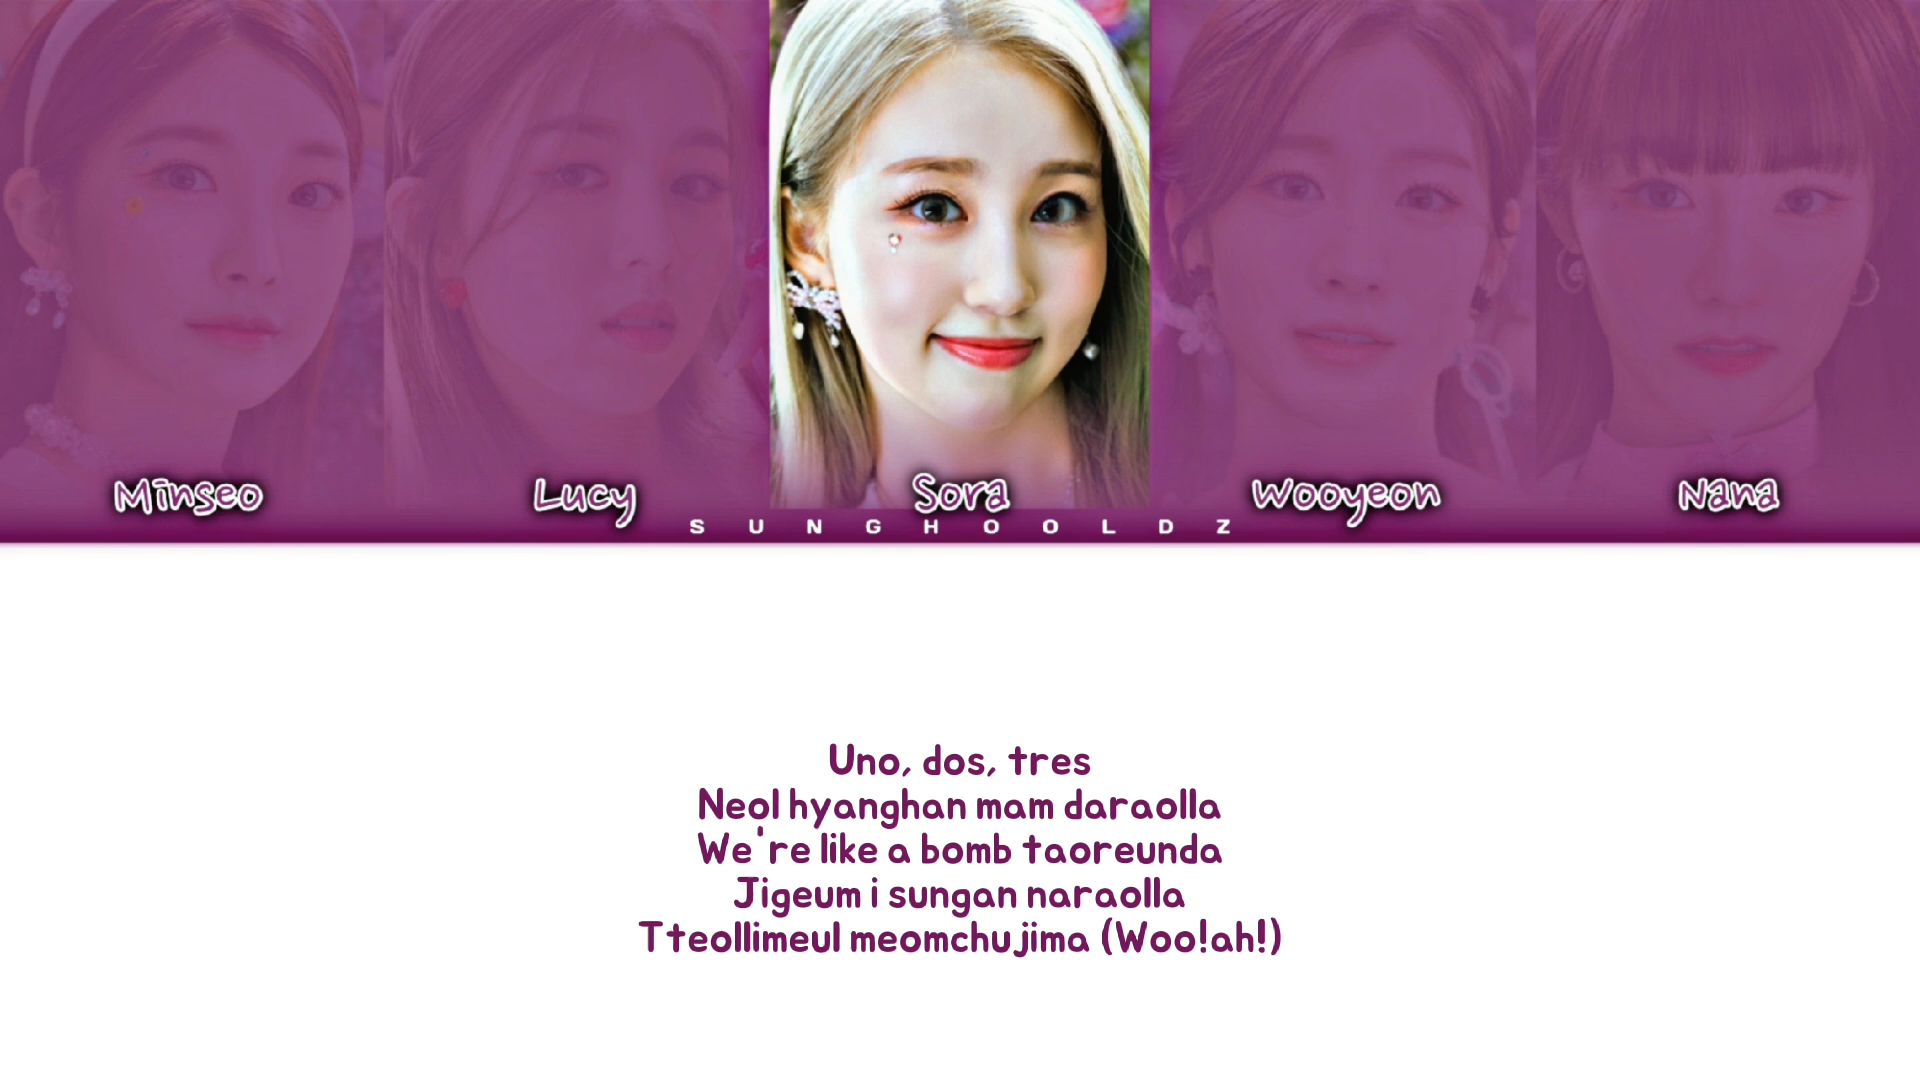 Minseo
Lucy
Sora
Wooyeon
Nana
SUNGHOOLDZ
Uno, dos, tres
Neol hyanghan mam daraolla
We're like a bomb taoreunda
Jigeum i sungan naraolla
Tteollimeul meomchujima (Woo!ah!)